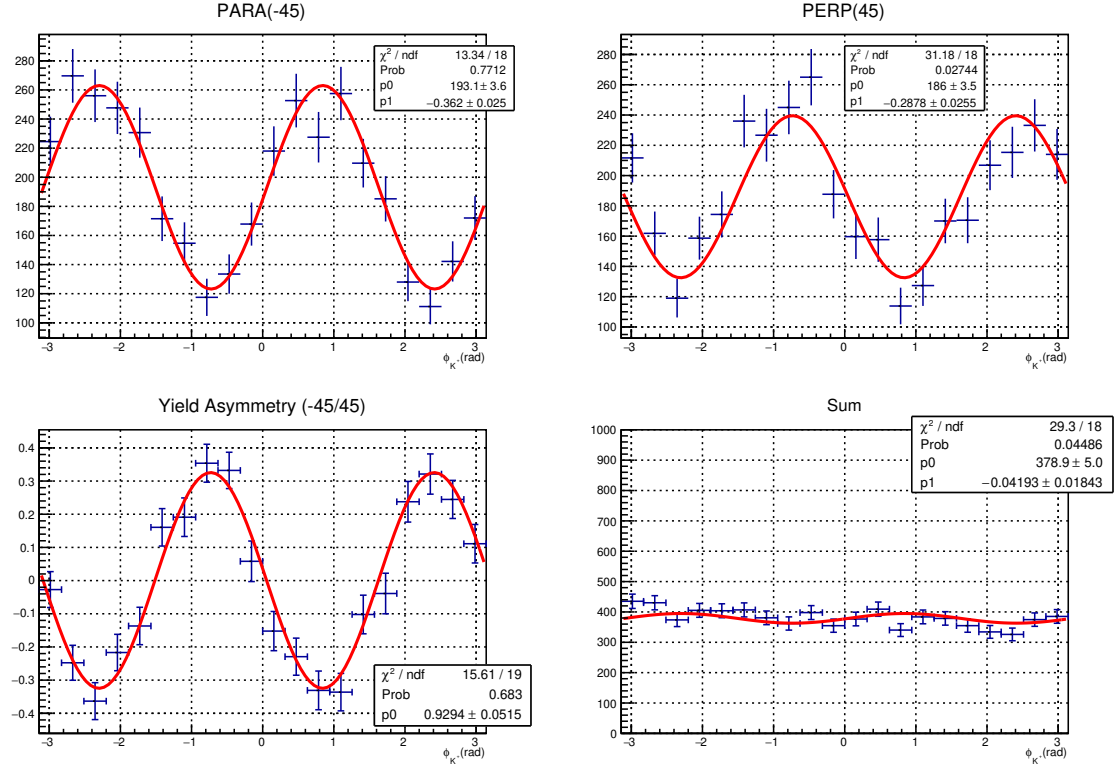 PARA(-45)
280
260
240
220
200
180
160
140
120
100
−3 −2 −1 0 1 2 3
ϕK+(rad)
χ² / ndf 13.34 / 18
Prob 0.7712
p0 193.1 ± 3.6
p1 −0.362 ± 0.025
PERP(45)
280
260
240
220
200
180
160
140
120
100
−3 −2 −1 0 1 2 3
ϕK+(rad)
χ² / ndf 31.18 / 18
Prob 0.02744
p0 186 ± 3.5
p1 −0.2878 ± 0.0255
Yield Asymmetry (-45/45)
0.4
0.3
0.2
0.1
0
−0.1
−0.2
−0.3
−0.4
−3 −2 −1 0 1 2 3
ϕK+(rad)
χ² / ndf 15.61 / 19
Prob 0.683
p0 0.9294 ± 0.0515
Sum
1000
900
800
700
600
500
400
300
200
100
0
−3 −2 −1 0 1 2 3
ϕK+(rad)
χ² / ndf 29.3 / 18
Prob 0.04486
p0 378.9 ± 5.0
p1 −0.04193 ± 0.01843